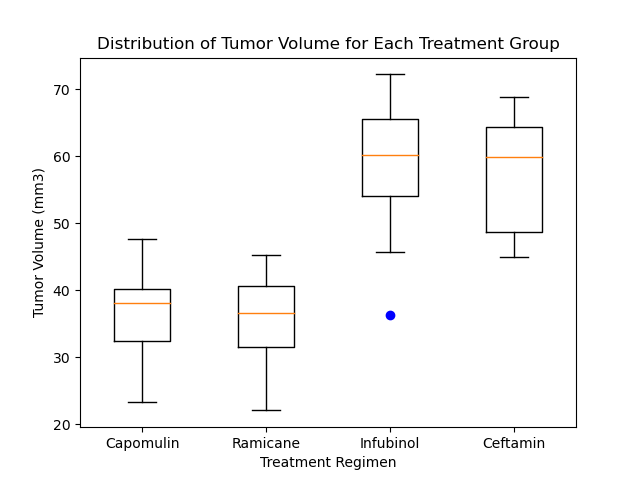 Distribution of Tumor Volume for Each Treatment Group
Tumor Volume (mm3)
70
60
50
40
30
20
Capomulin Ramicane Infubinol Ceftamin
Treatment Regimen